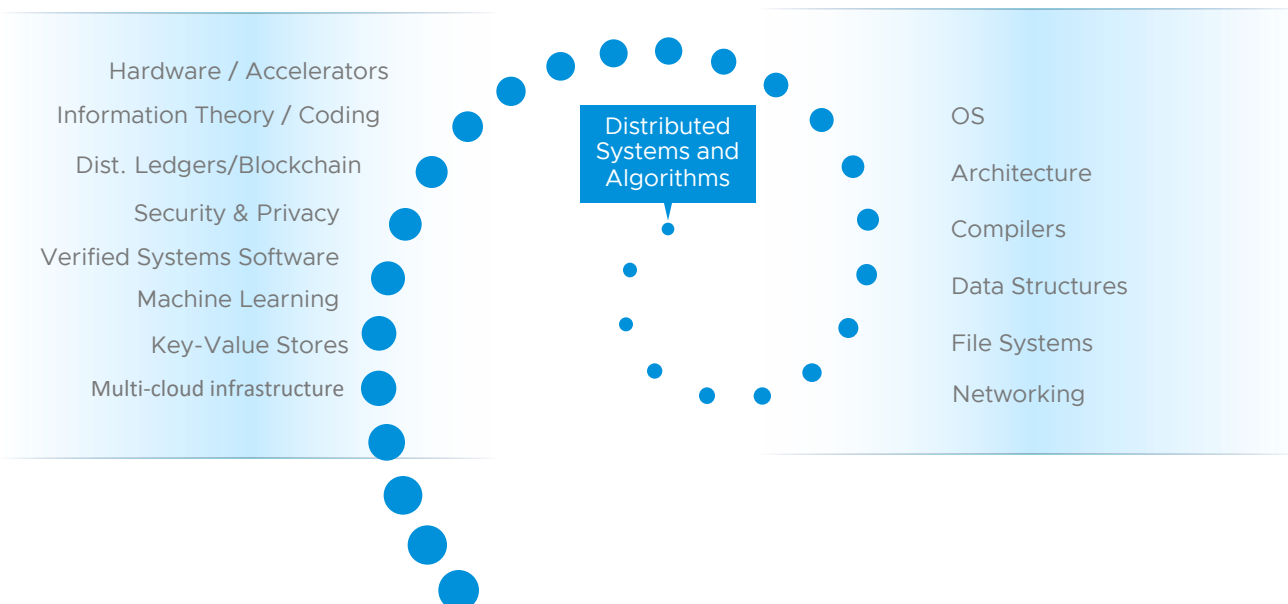 Hardware / Accelerators
Information Theory / Coding
Dist. Ledgers/Blockchain
Security & Privacy
Verified Systems Software
Machine Learning
Key-Value Stores
Multi-cloud infrastructure
Distributed
Systems and
Algorithms
OS
Architecture
Compilers
Data Structures
File Systems
Networking